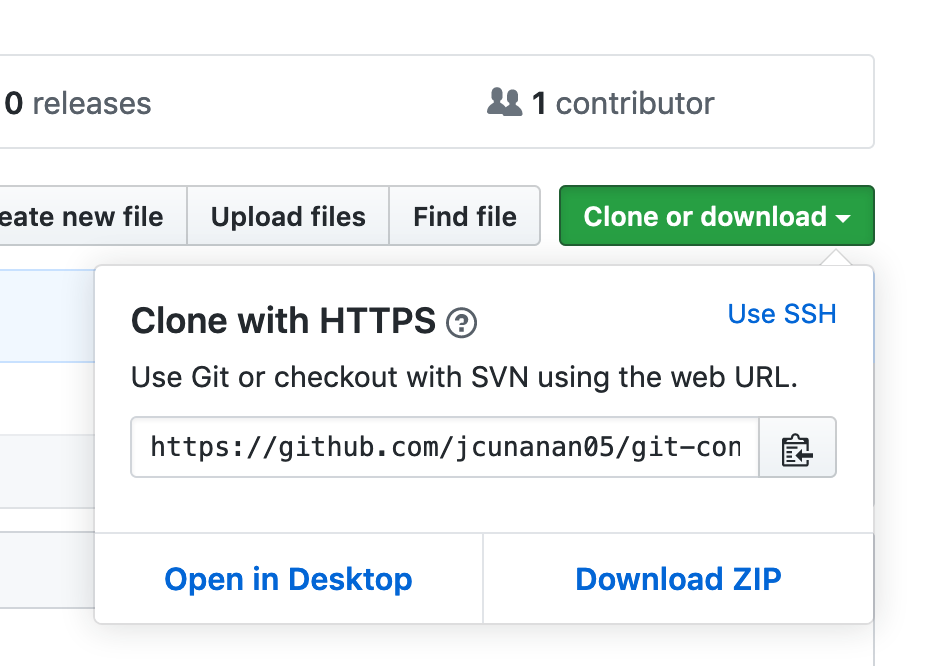 0 releases 1 contributor
eate new file Upload files Find file Clone or download
Clone with HTTPS ? Use SSH
Use Git or checkout with SVN using the web URL.
https://github.com/jcunanan05/git-con
Open in Desktop Download ZIP